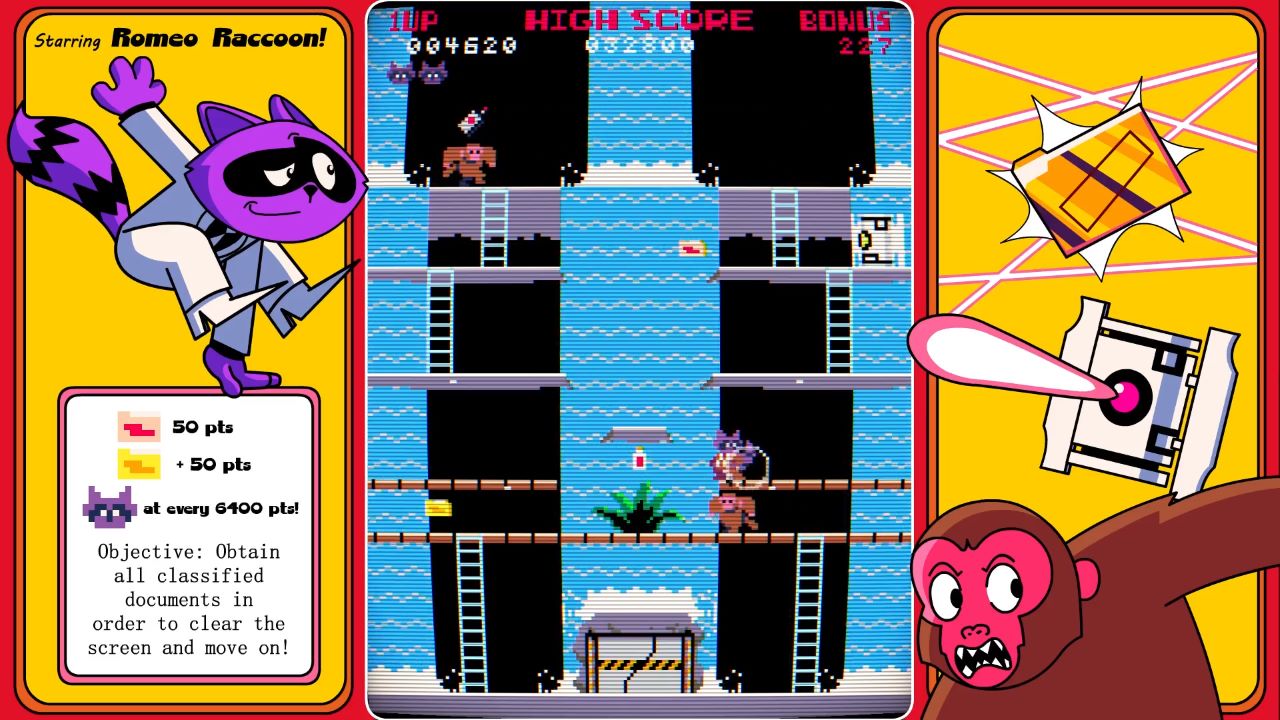 Starring Romeo Raccoon!
50 pts
+ 50 pts
at every 6400 pts!
Objective: Obtain
all classified
documents in
order to clear the
screen and move on!
1UP HIGH SCORE BONUS
004620 032800 227